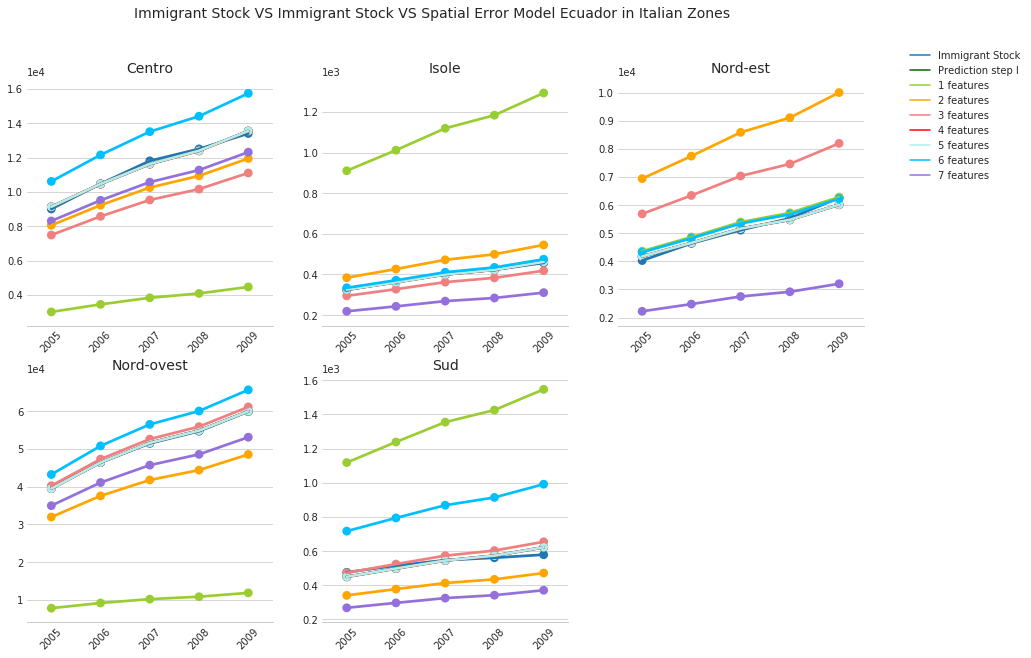 Immigrant Stock VS Immigrant Stock VS Spatial Error Model Ecuador in Italian Zones
Centro
1e4
1.6
1.4
1.2
1.0
0.8
0.6
0.4
2005 2006 2007 2008 2009
Isole
1e3
1.2
1.0
0.8
0.6
0.4
0.2
2005 2006 2007 2008 2009
Nord-est
1e4
1.0
0.9
0.8
0.7
0.6
0.5
0.4
0.3
0.2
2005 2006 2007 2008 2009
Immigrant Stock
Prediction step I
1 features
2 features
3 features
4 features
5 features
6 features
7 features
Nord-ovest
1e4
6
5
4
3
2
1
2005 2006 2007 2008 2009
Sud
1e3
1.6
1.4
1.2
1.0
0.8
0.6
0.4
0.2
2005 2006 2007 2008 2009